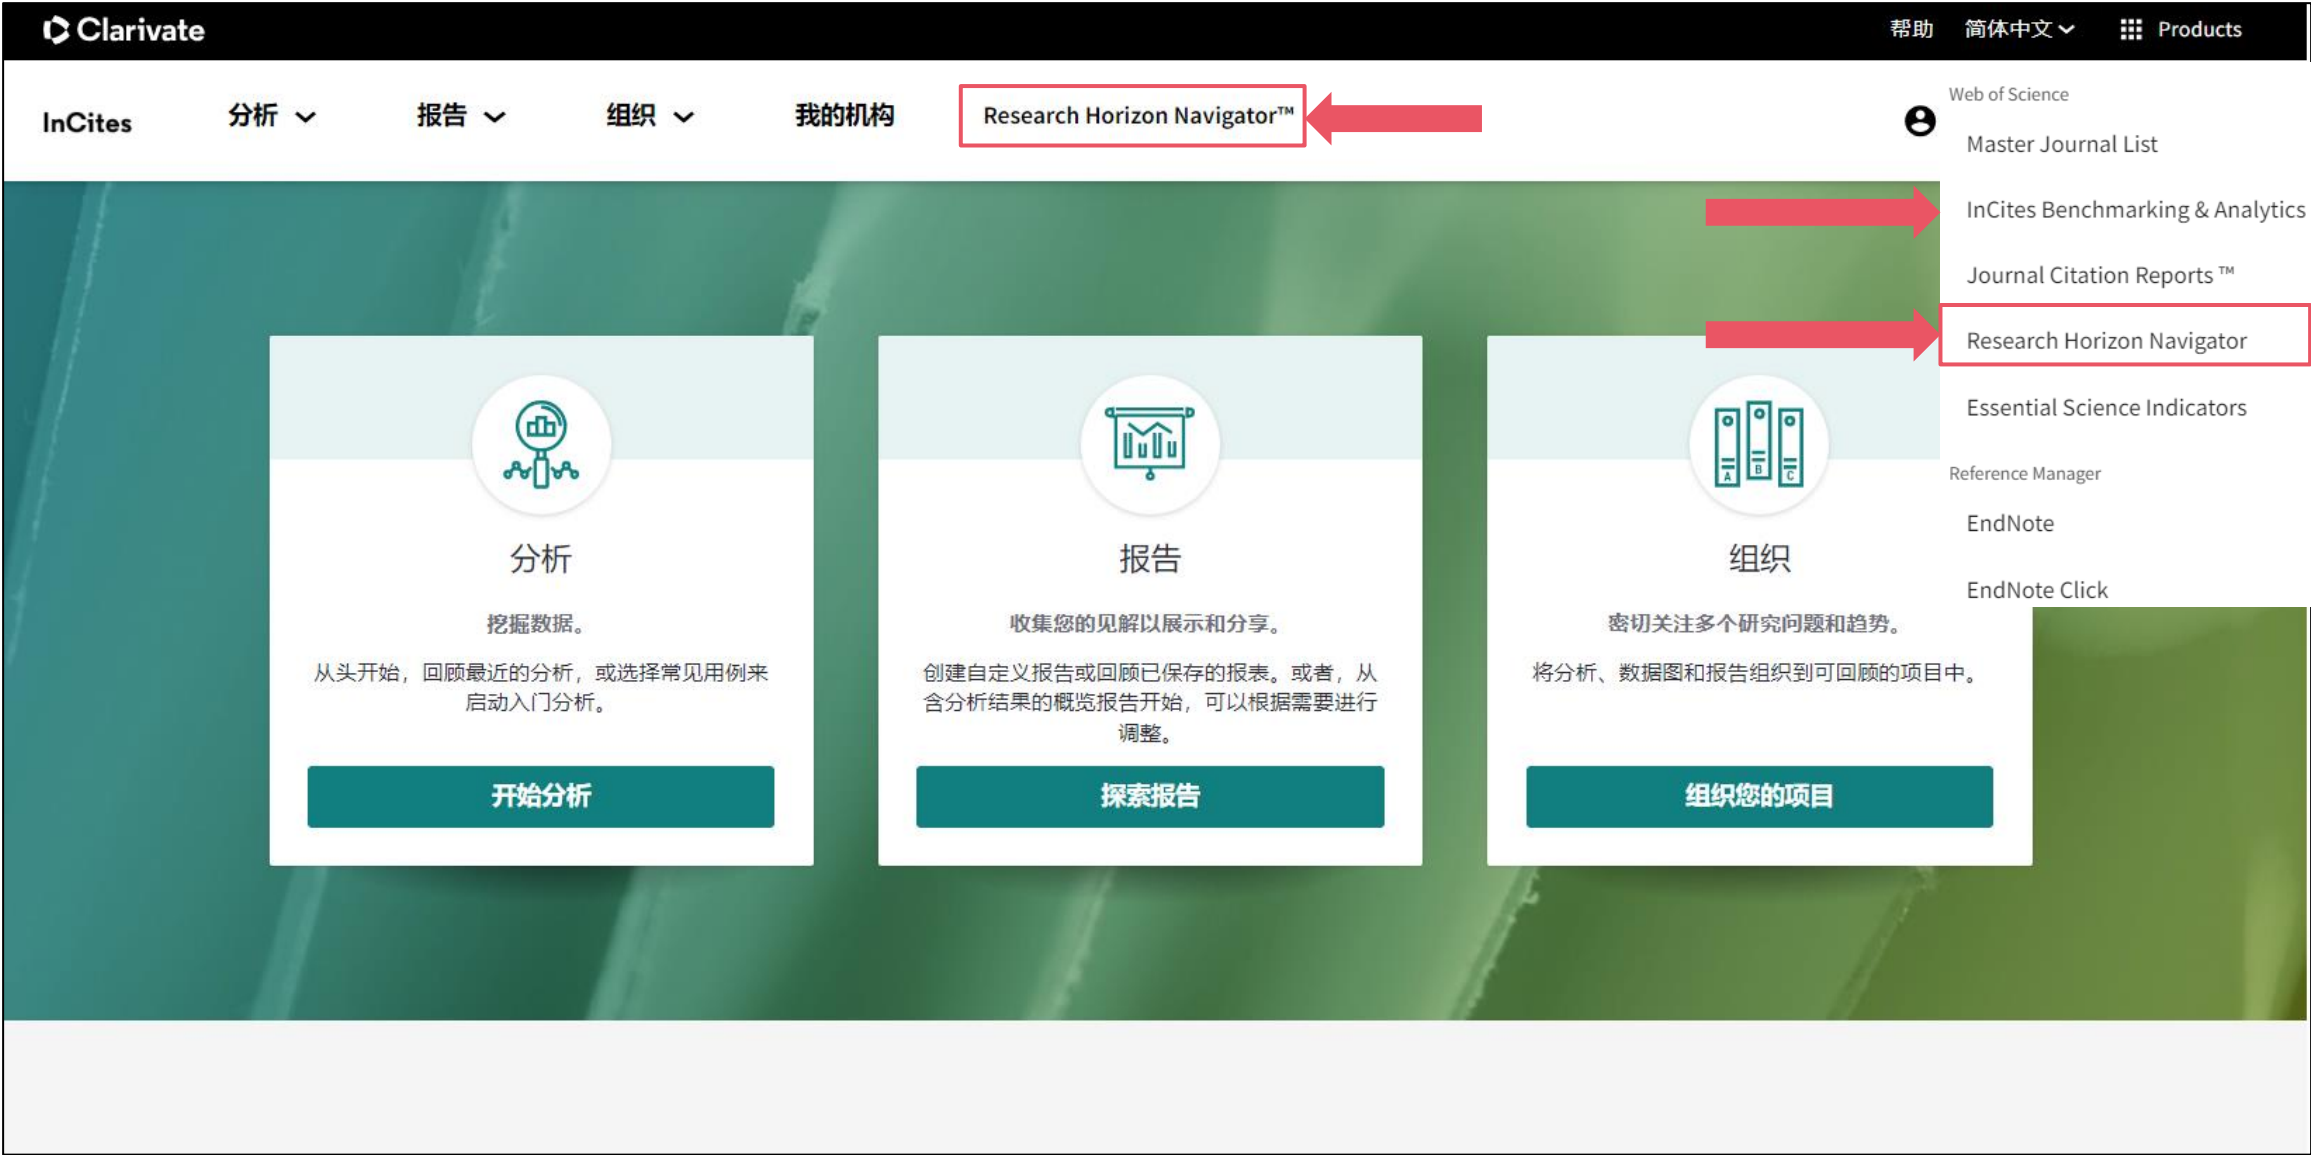 Clarivate
帮助 简体中文 Products
InCites 分析 报告 组织 我的机构 Research Horizon Navigator™
Web of Science
Master Journal List
InCites Benchmarking & Analytics
Journal Citation Reports ™
Research Horizon Navigator
Essential Science Indicators
Reference Manager
EndNote
EndNote Click
分析
挖掘数据。
从头开始，回顾最近的分析，或选择常见用例来
启动入门分析。
开始分析
报告
收集您的见解以展示和分享。
创建自定义报告或回顾已保存的报表。或者，从
含分析结果的概览报告开始，可以根据需要进行
调整。
探索报告
A B C
组织
密切关注多个研究问题和趋势。
将分析、数据图和报告组织到可回顾的项目中。
组织您的项目